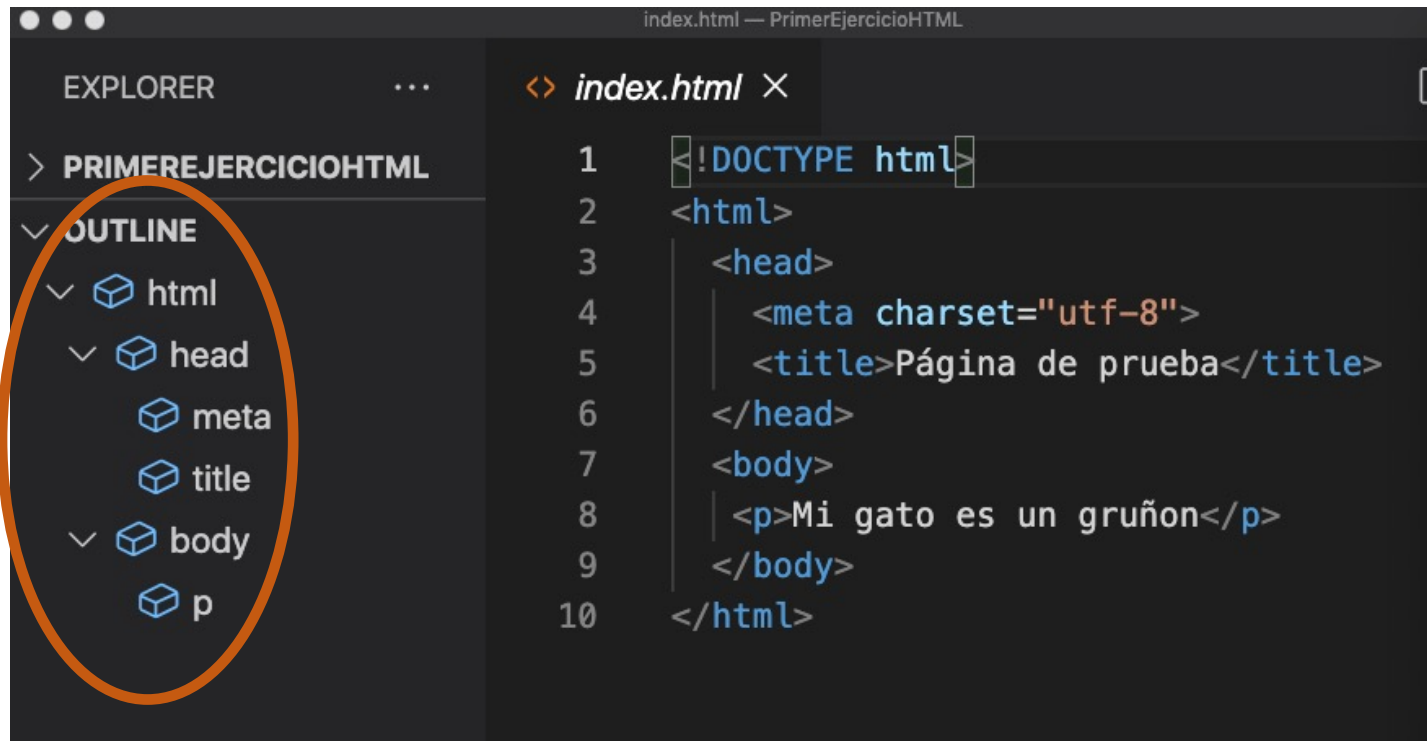 index.html — PrimerEjercicioHTML
EXPLORER ...
PRIMEREJERCICIOHTML
OUTLINE
html
head
meta
title
body
p
<> index.html ×
1 <!DOCTYPE html>
2 <html>
3 <head>
4 <meta charset="utf-8">
5 <title>Página de prueba</title>
6 </head>
7 <body>
8 <p>Mi gato es un gruñon</p>
9 </body>
10 </html>